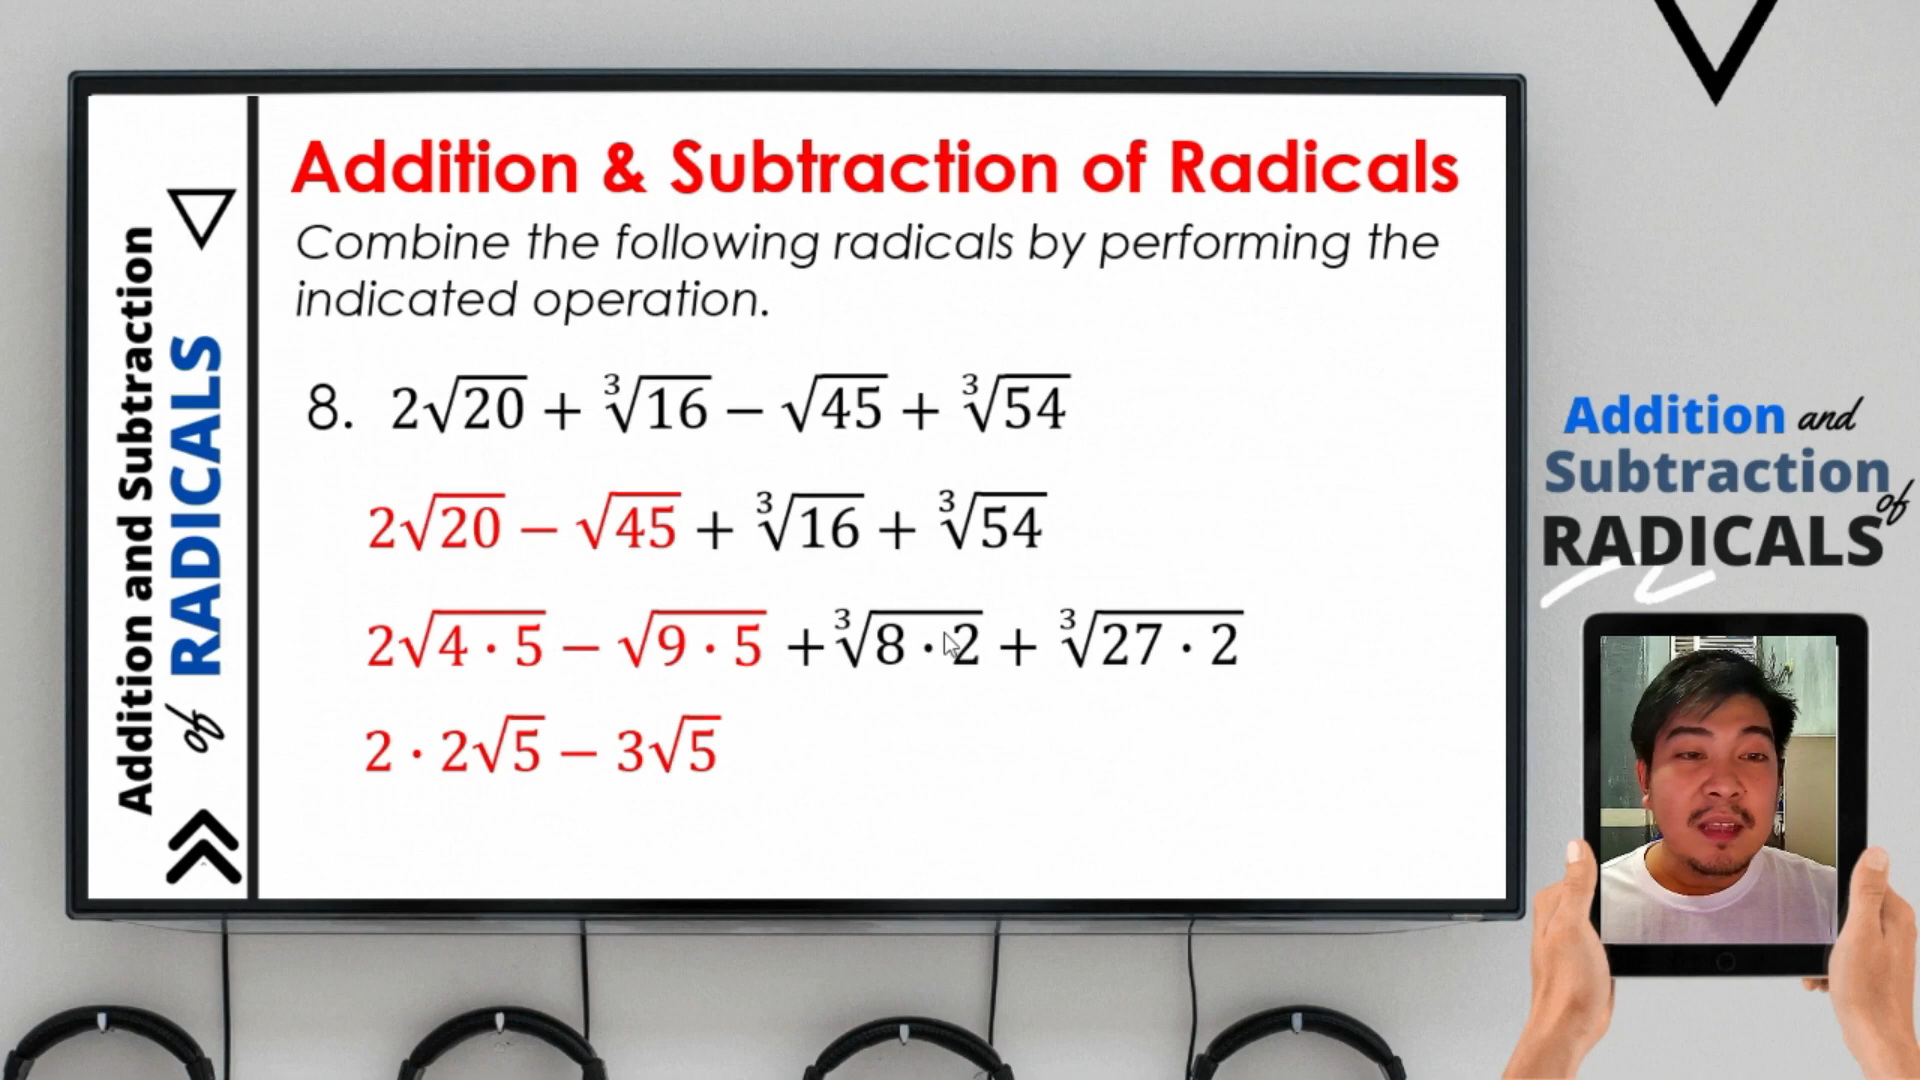 Addition and Subtraction
of RADICALS
Addition & Subtraction of Radicals
Combine the following radicals by performing the
indicated operation.
8. 2√20 + ∛16 − √45 + ∛54
2√20 − √45 + ∛16 + ∛54
2√4 · 5 − √9 · 5 + ∛8 · 2 + ∛27 · 2
2 · 2√5 − 3√5
Addition and
Subtraction
of
RADICALS